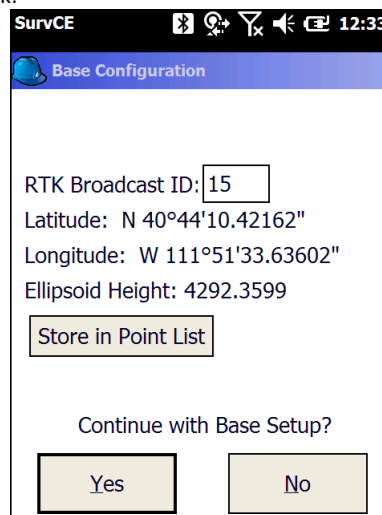 SurvCE 12:33
Base Configuration
RTK Broadcast ID: 15
Latitude: N 40°44'10.42162"
Longitude: W 111°51'33.63602"
Ellipsoid Height: 4292.3599
Store in Point List
Continue with Base Setup?
Yes No